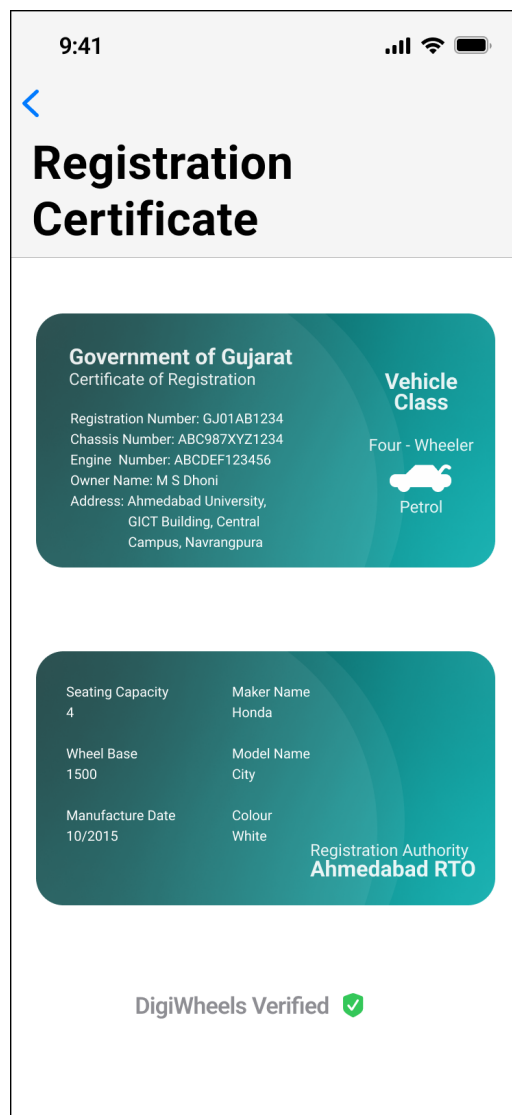 9:41
Registration
Certificate
Government of Gujarat
Certificate of Registration
Registration Number: GJ01AB1234
Chassis Number: ABC987XYZ1234
Engine  Number: ABCDEF123456
Owner Name: M S Dhoni
Address: Ahmedabad University,
GICT Building, Central
Campus, Navrangpura
Vehicle
Class
Four - Wheeler
Petrol
Seating Capacity
4
Maker Name
Honda
Wheel Base
1500
Model Name
City
Manufacture Date
10/2015
Colour
White
Registration Authority
Ahmedabad RTO
DigiWheels Verified